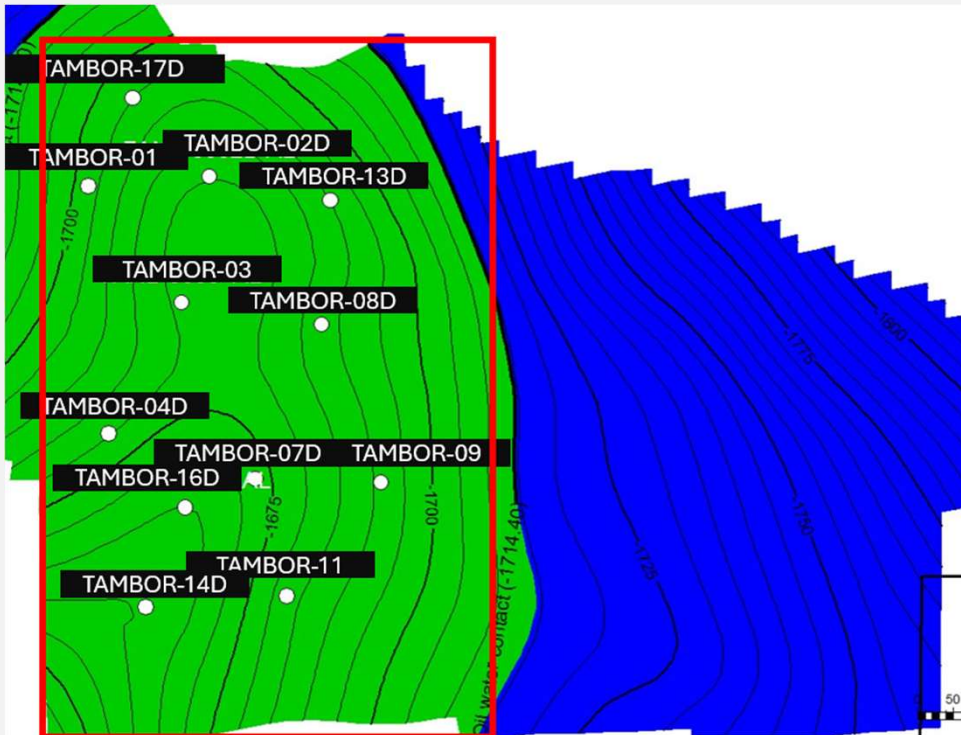 TAMBOR-17D
TAMBOR-02D
TAMBOR-01
TAMBOR-13D
-1700
TAMBOR-03
TAMBOR-08D
-1800
-1775
TAMBOR-04D
TAMBOR-07D
TAMBOR-09
TAMBOR-16D
-1675
-1700
-1750
-1725
TAMBOR-11
TAMBOR-14D
Oil water contact (-1714.40)
0
50